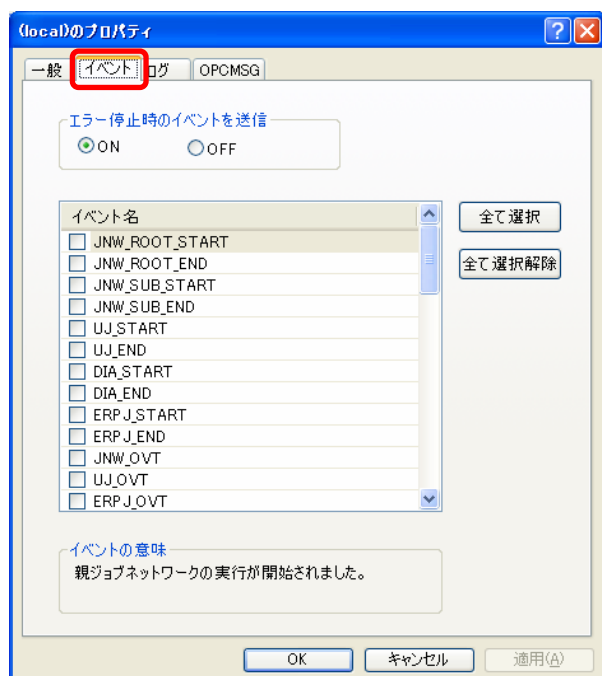 (local)のプロパティ
一般 イベント ログ OPCMSG
エラー停止時のイベントを送信
ON OFF
イベント名
全て選択
JNW_ROOT_START
JNW_ROOT_END
全て選択解除
JNW_SUB_START
JNW_SUB_END
UJ_START
UJ_END
DIA_START
DIA_END
ERPJ_START
ERPJ_END
JNW_OVT
UJ_OVT
ERPJ_OVT
イベントの意味
親ジョブネットワークの実行が開始されました。
OK キャンセル 適用(A)